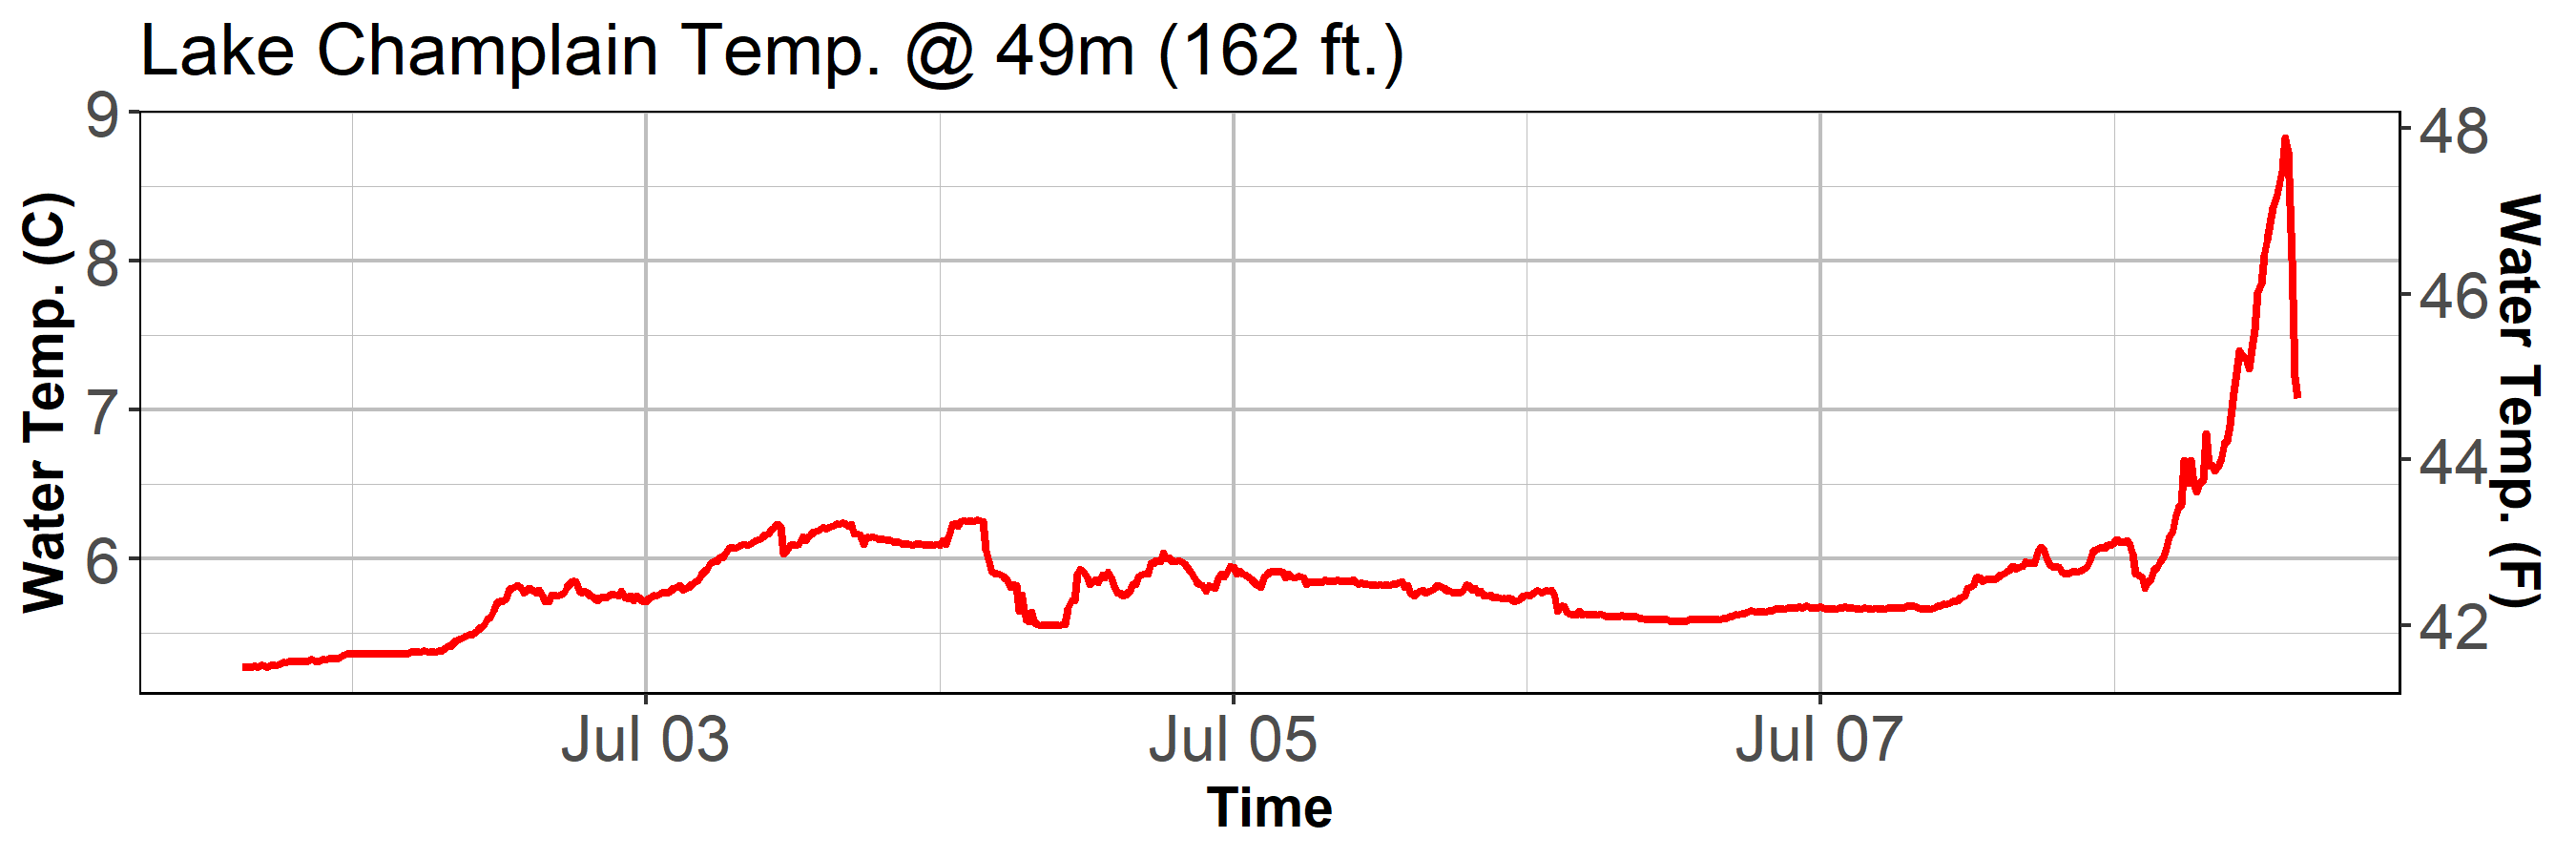 Lake Champlain Temp. @ 49m (162 ft.)
Water Temp. (C)
9
8
7
6
48
46
44
42
Water Temp. (F)
Jul 03
Jul 05
Jul 07
Time